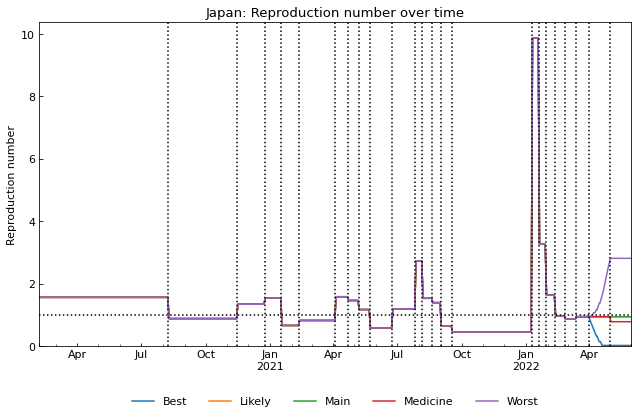 Japan: Reproduction number over time
Reproduction number
10
8
6
4
2
0
Apr Jul Oct Jan Apr Jul Oct Jan Apr
2021 2022
Best Likely Main Medicine Worst